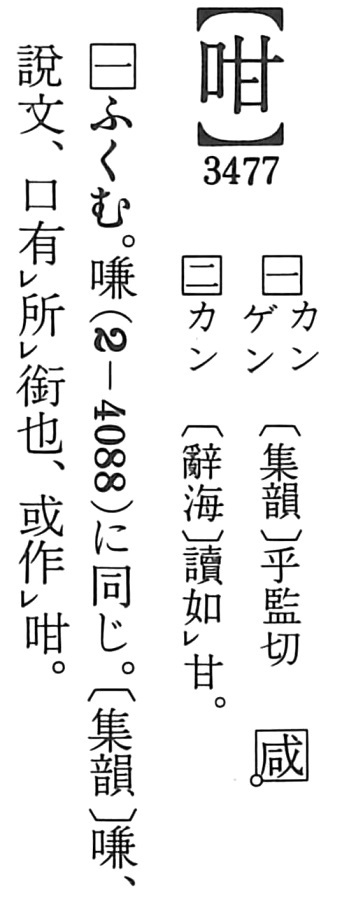 【咁】
3477
一 カン
ゲン 〔集韻〕乎監切 咸
二 カン 〔辭海〕讀如㆑甘。
一ふくむ。嗛(2-4088)に同じ。〔集韻〕嗛、
說文、口有㆑所㆑銜也、或作㆑咁。